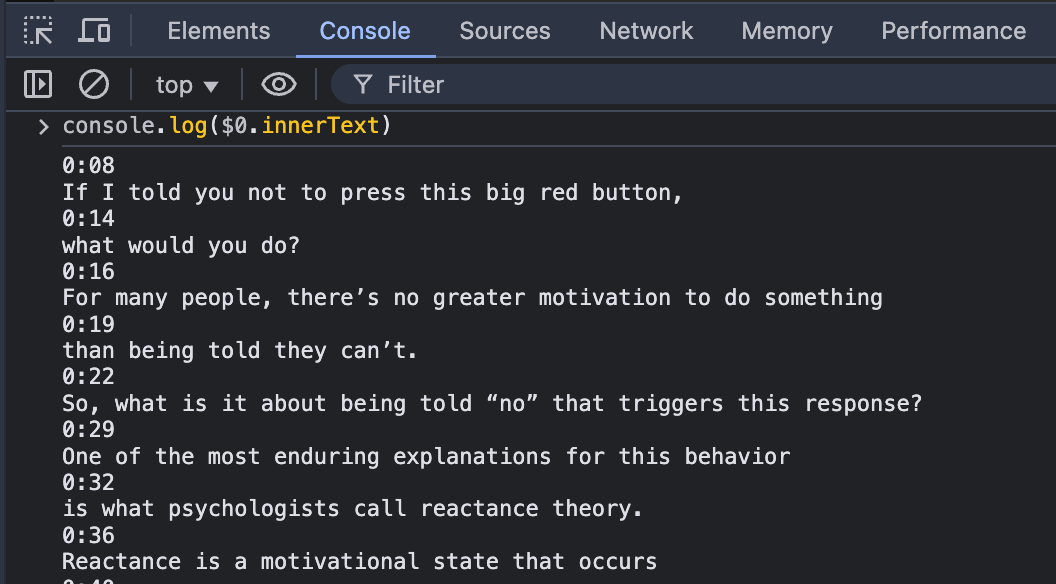 Elements Console Sources Network Memory Performance
top ▼ Filter
> console.log($0.innerText)
0:08
If I told you not to press this big red button,
0:14
what would you do?
0:16
For many people, there’s no greater motivation to do something
0:19
than being told they can’t.
0:22
So, what is it about being told “no” that triggers this response?
0:29
One of the most enduring explanations for this behavior
0:32
is what psychologists call reactance theory.
0:36
Reactance is a motivational state that occurs